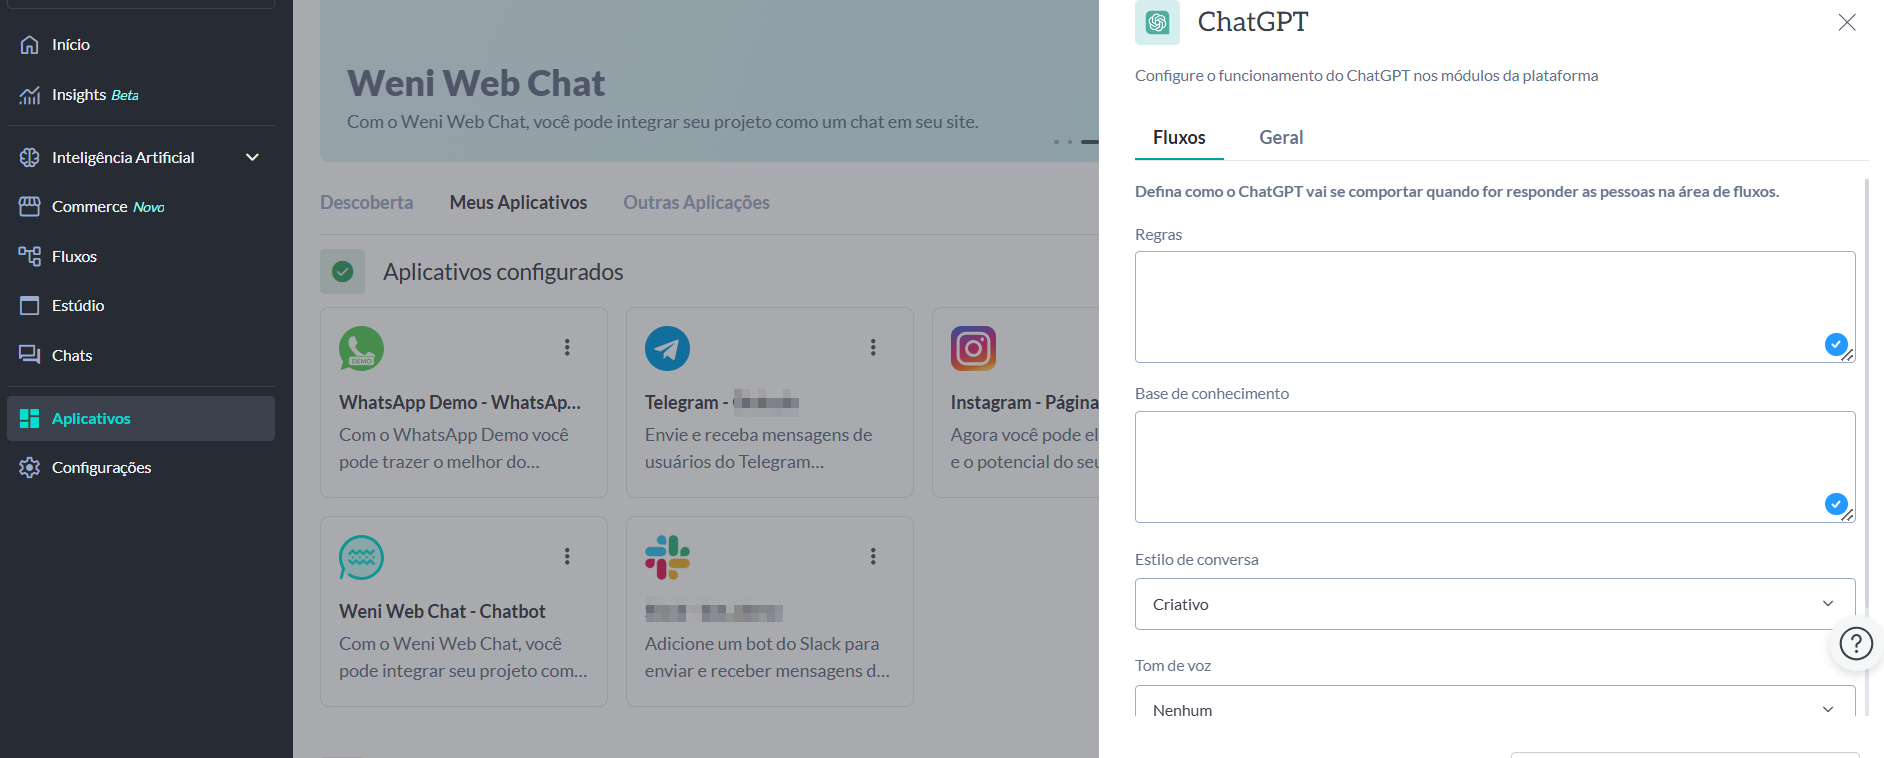 Início
Insights Beta
Inteligência Artificial
Commerce Novo
Fluxos
Estúdio
Chats
Aplicativos
Configurações
Weni Web Chat
Com o Weni Web Chat, você pode integrar seu projeto como um chat em seu site.
Descoberta
Meus Aplicativos
Outras Aplicações
Aplicativos configurados
DEMO
WhatsApp Demo - WhatsAp...
Com o WhatsApp Demo você
pode trazer o melhor do...
Telegram -
Envie e receba mensagens de
usuários do Telegram...
Instagram - Página
Agora você pode el
e o potencial do seu
Weni Web Chat - Chatbot
Com o Weni Web Chat, você
pode integrar seu projeto com...
Adicione um bot do Slack para
enviar e receber mensagens d...
ChatGPT
Configure o funcionamento do ChatGPT nos módulos da plataforma
Fluxos
Geral
Defina como o ChatGPT vai se comportar quando for responder as pessoas na área de fluxos.
Regras
Base de conhecimento
Estilo de conversa
Criativo
Tom de voz
Nenhum